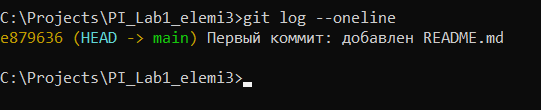 C:\Projects\PI_Lab1_elemi3>git log --oneline
e879636 (HEAD -> main) Первый коммит: добавлен README.md
C:\Projects\PI_Lab1_elemi3>